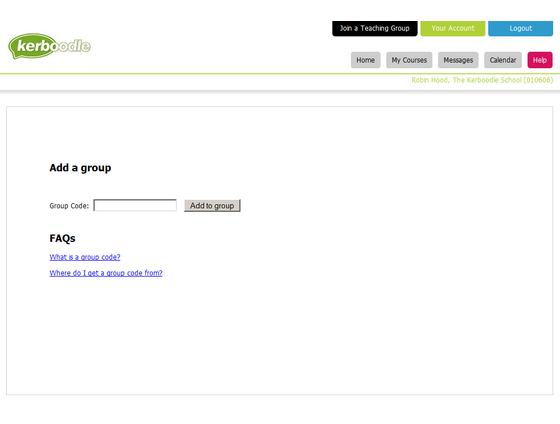 Join a Teaching Group Your Account Logout
kerboodle
Home My Courses Messages Calendar Help
Robin Hood, The Kerboodle School (010606)
Add a group
Group Code: Add to group
FAQs
What is a group code?
Where do I get a group code from?